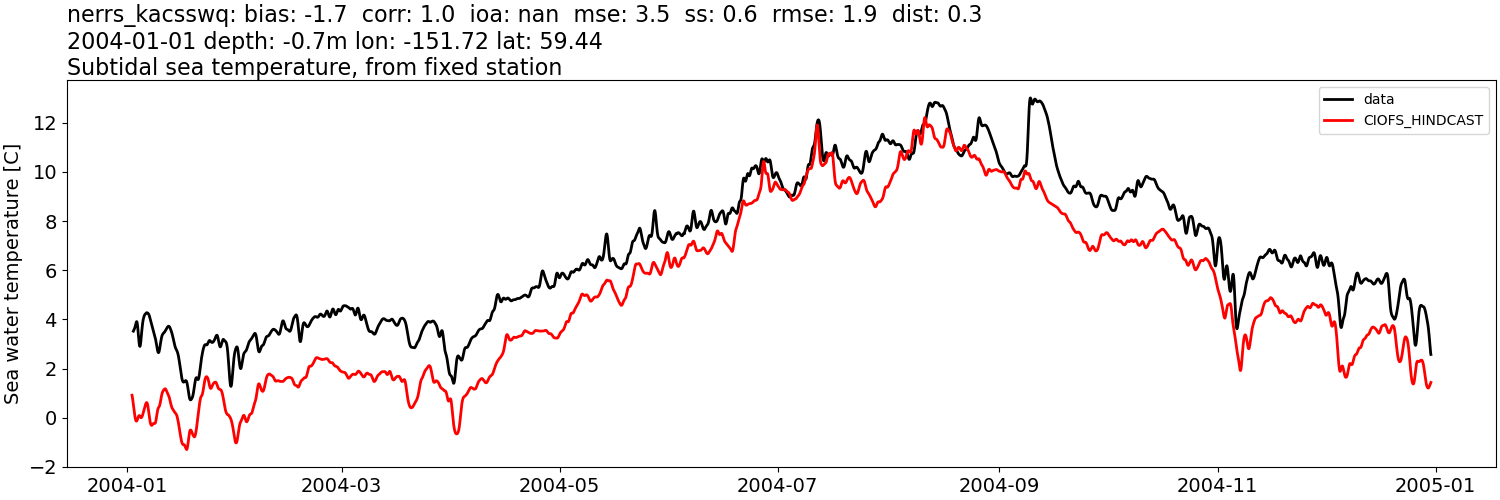 nerrs_kacsswq: bias: -1.7  corr: 1.0  ioa: nan  mse: 3.5  ss: 0.6  rmse: 1.9  dist: 0.3
2004-01-01 depth: -0.7m lon: -151.72 lat: 59.44
Subtidal sea temperature, from fixed station
data
CIOFS_HINDCAST
Sea water temperature [C]
12
10
8
6
4
2
0
−2
2004-01
2004-03
2004-05
2004-07
2004-09
2004-11
2005-01